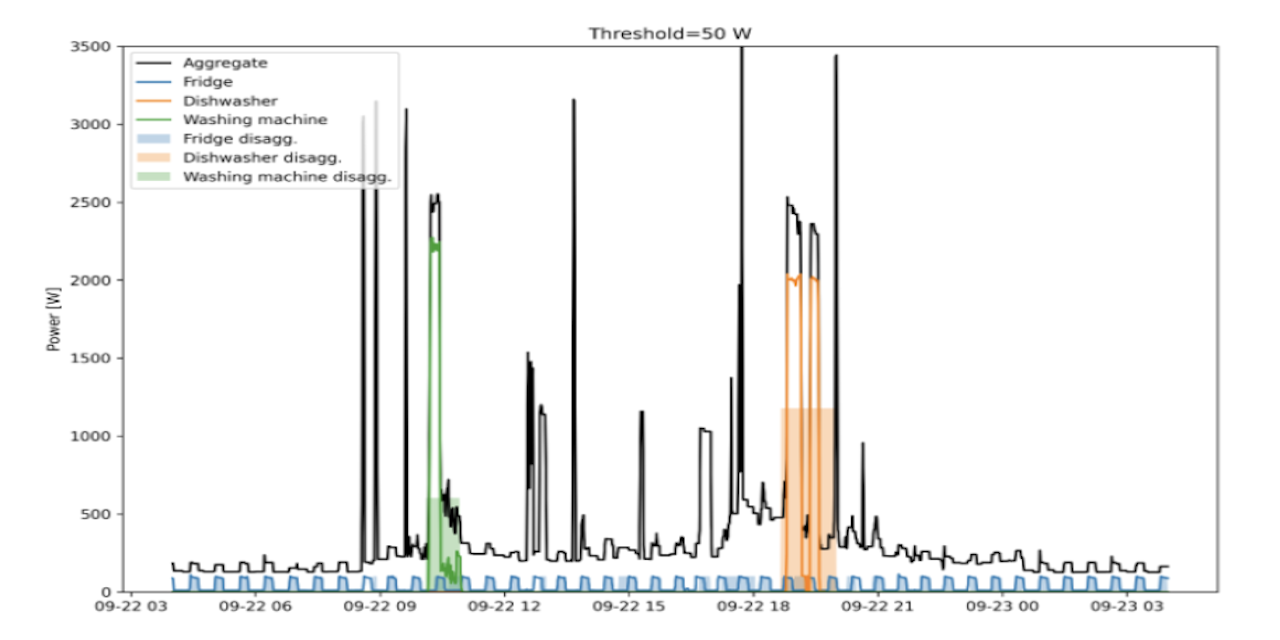 Threshold=50 W
3500
3000
2500
2000
1500
1000
500
0
Power [W]
Aggregate
Fridge
Dishwasher
Washing machine
Fridge disagg.
Dishwasher disagg.
Washing machine disagg.
09-22 03
09-22 06
09-22 09
09-22 12
09-22 15
09-22 18
09-22 21
09-23 00
09-23 03